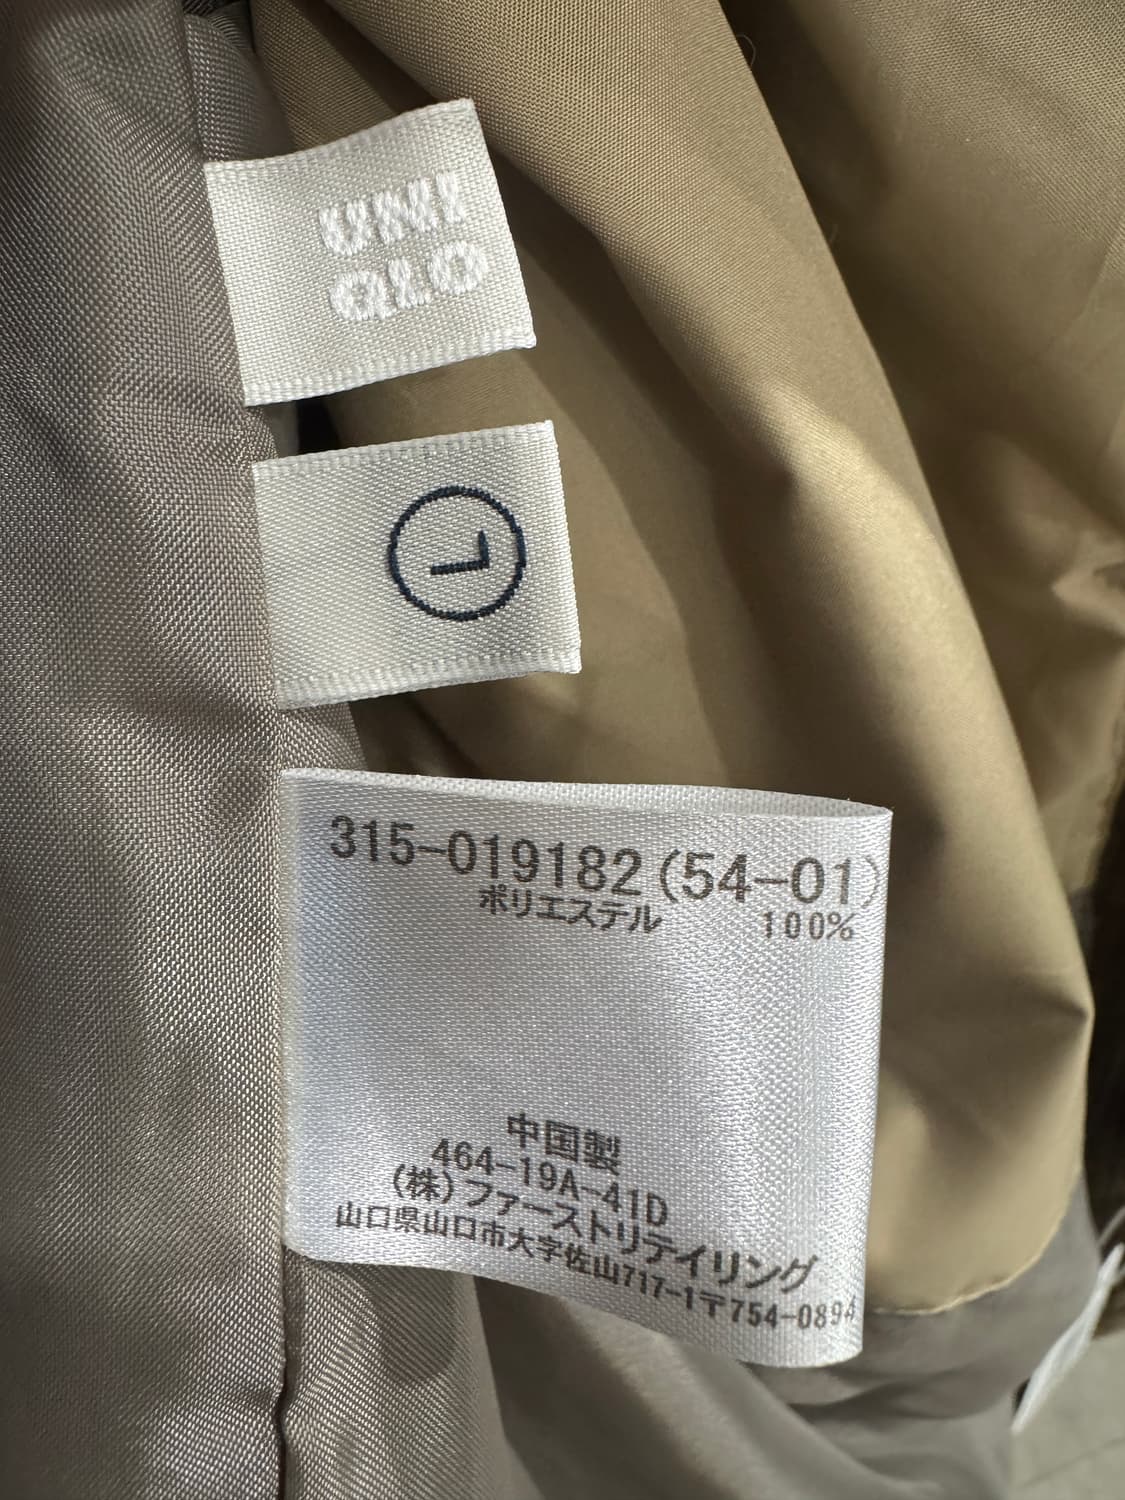 UNI
QLO
L
315-019182(54-01)
ポリエステル 100%
中国製
464-19A-41D
(株)ファーストリテイリング
山口県山口市大字佐山717-1〒754-0894